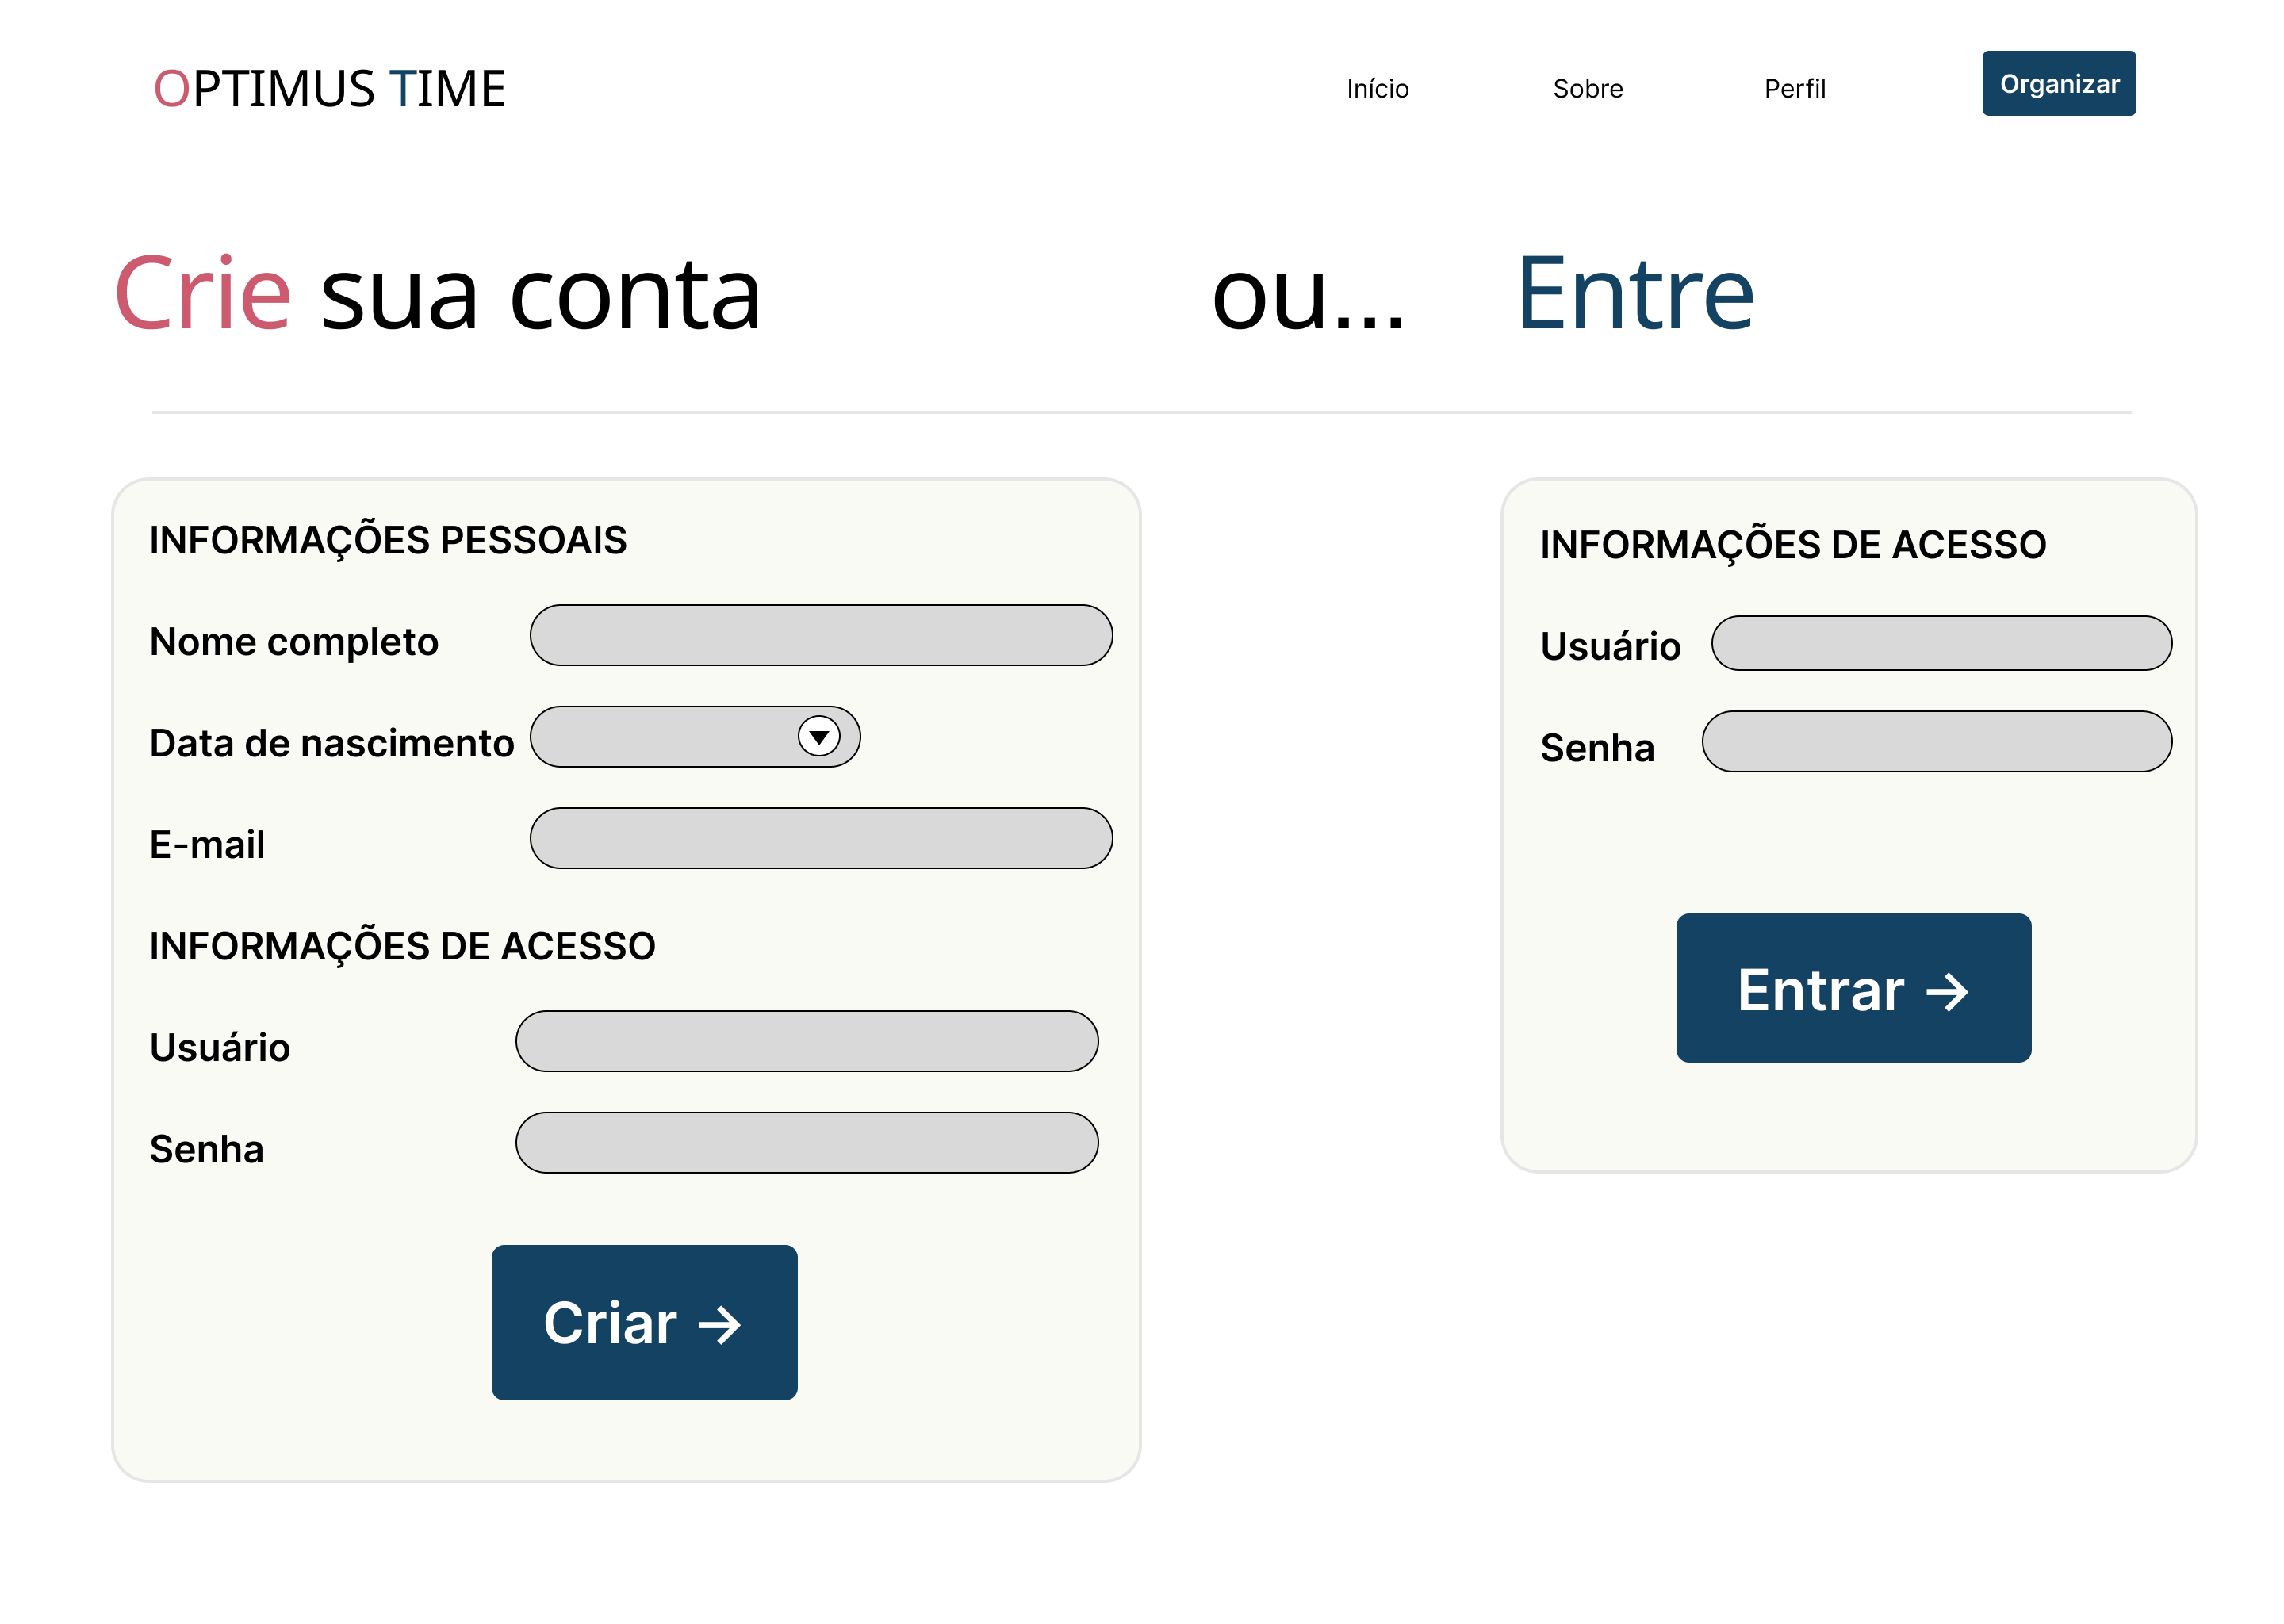 OPTIMUS TIME
Início Sobre Perfil Organizar
Crie sua conta ou... Entre
INFORMAÇÕES PESSOAIS
Nome completo
Data de nascimento
E-mail
INFORMAÇÕES DE ACESSO
Usuário
Senha
Criar →
INFORMAÇÕES DE ACESSO
Usuário
Senha
Entrar →